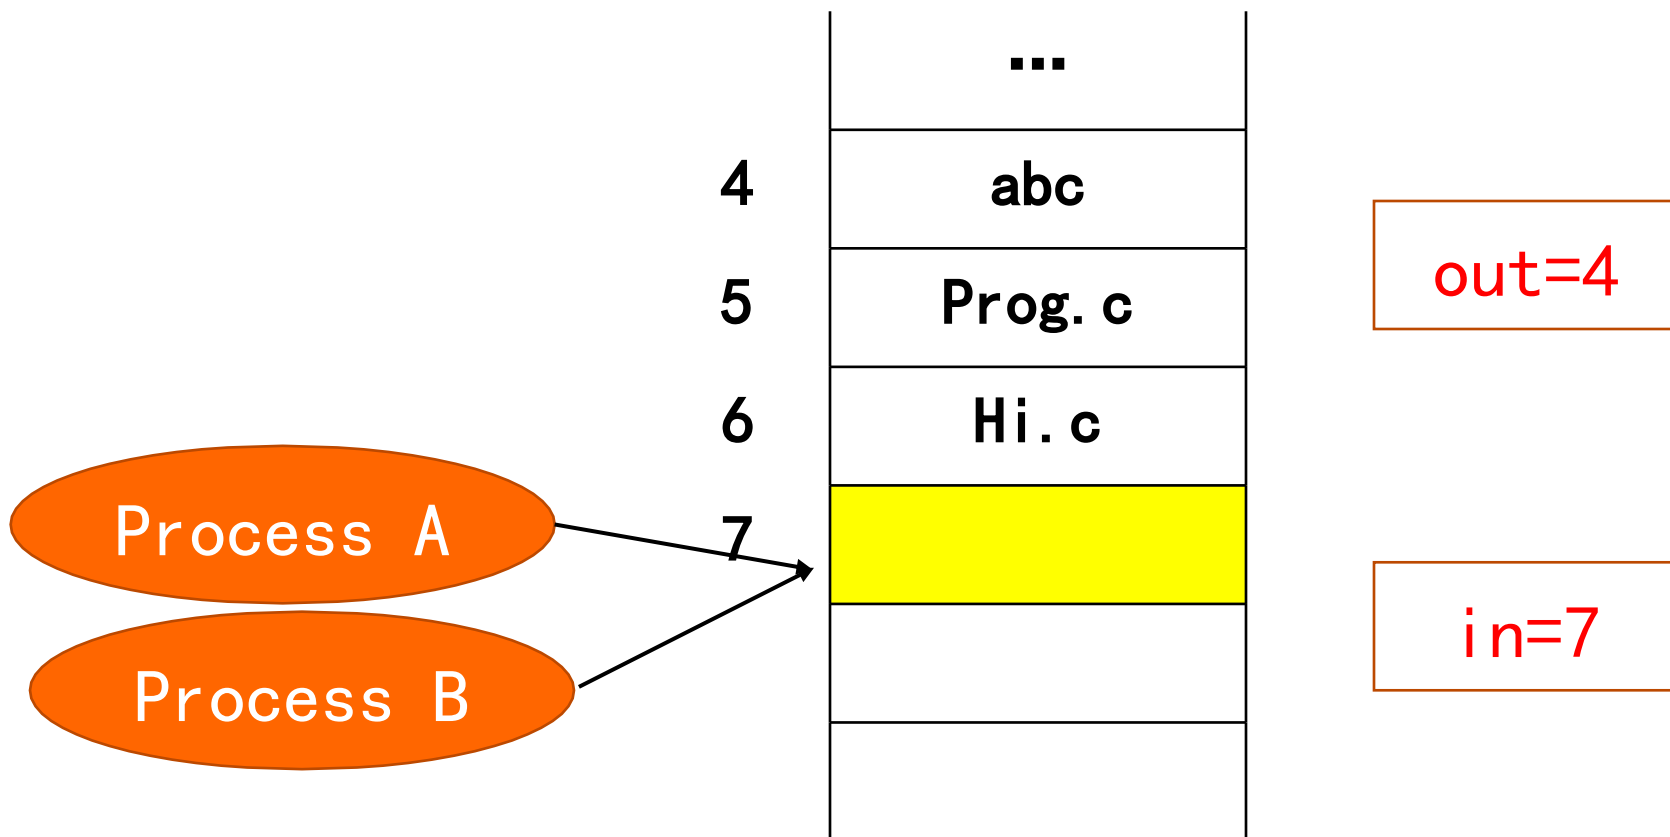 ...
4 abc
out=4
5 Prog.c
6 Hi.c
Process A
7
in=7
Process B